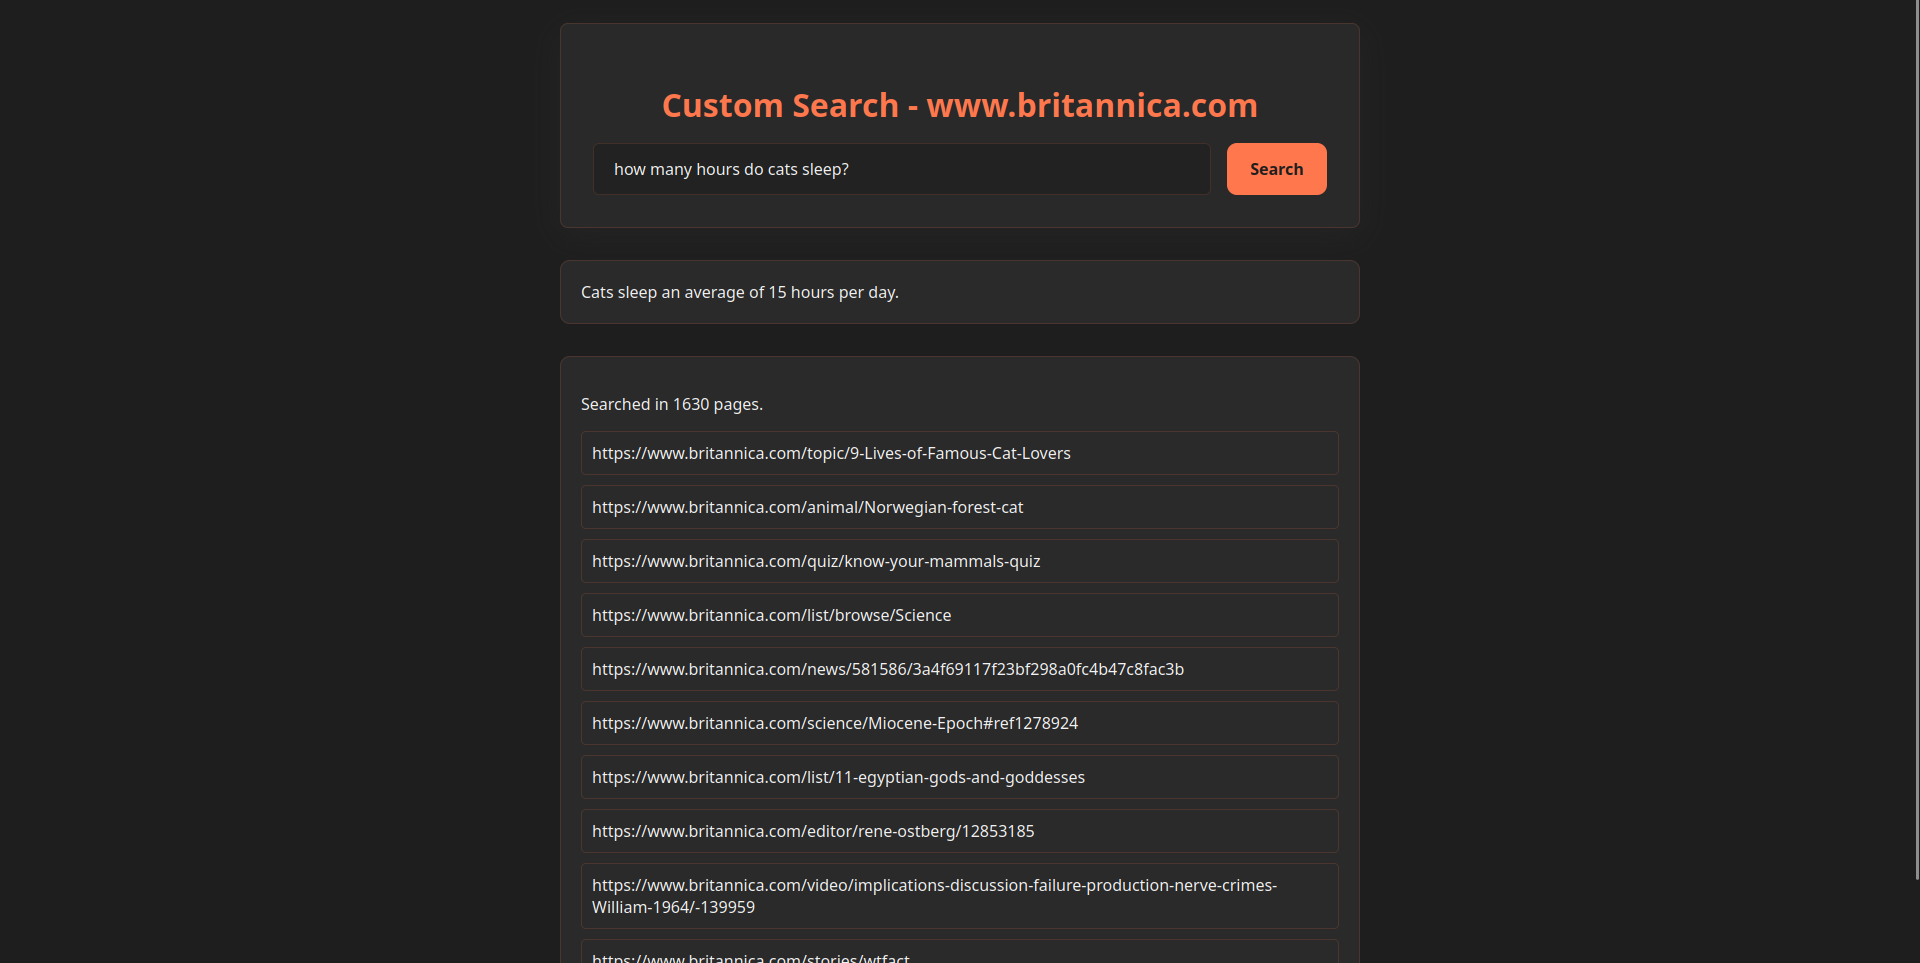 Custom Search - www.britannica.com
how many hours do cats sleep?
Search
Cats sleep an average of 15 hours per day.
Searched in 1630 pages.
https://www.britannica.com/topic/9-Lives-of-Famous-Cat-Lovers
https://www.britannica.com/animal/Norwegian-forest-cat
https://www.britannica.com/quiz/know-your-mammals-quiz
https://www.britannica.com/list/browse/Science
https://www.britannica.com/news/581586/3a4f69117f23bf298a0fc4b47c8fac3b
https://www.britannica.com/science/Miocene-Epoch#ref1278924
https://www.britannica.com/list/11-egyptian-gods-and-goddesses
https://www.britannica.com/editor/rene-ostberg/12853185
https://www.britannica.com/video/implications-discussion-failure-production-nerve-crimes-
William-1964/-139959
https://www.britannica.com/stories/wtfact